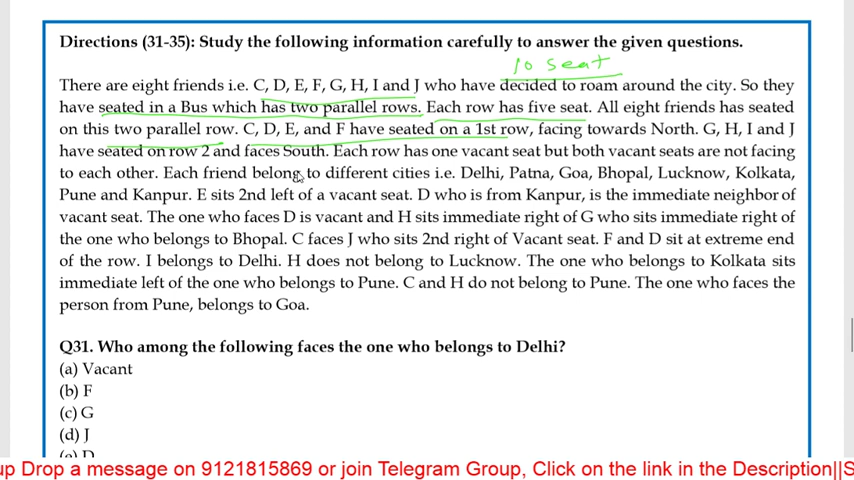 Directions (31-35): Study the following information carefully to answer the given questions.
10 seat
There are eight friends i.e. C, D, E, F, G, H, I and J who have decided to roam around the city. So they
have seated in a Bus which has two parallel rows. Each row has five seat. All eight friends has seated
on this two parallel row. C, D, E, and F have seated on a 1st row, facing towards North. G, H, I and J
have seated on row 2 and faces South. Each row has one vacant seat but both vacant seats are not facing
to each other. Each friend belong to different cities i.e. Delhi, Patna, Goa, Bhopal, Lucknow, Kolkata,
Pune and Kanpur. E sits 2nd left of a vacant seat. D who is from Kanpur, is the immediate neighbor of
vacant seat. The one who faces D is vacant and H sits immediate right of G who sits immediate right of
the one who belongs to Bhopal. C faces J who sits 2nd right of Vacant seat. F and D sit at extreme end
of the row. I belongs to Delhi. H does not belong to Lucknow. The one who belongs to Kolkata sits
immediate left of the one who belongs to Pune. C and H do not belong to Pune. The one who faces the
person from Pune, belongs to Goa.
Q31. Who among the following faces the one who belongs to Delhi?
(a) Vacant
(b) F
(c) G
(d) J
(e) D
up Drop a message on 9121815869 or join Telegram Group, Click on the link in the Description||S